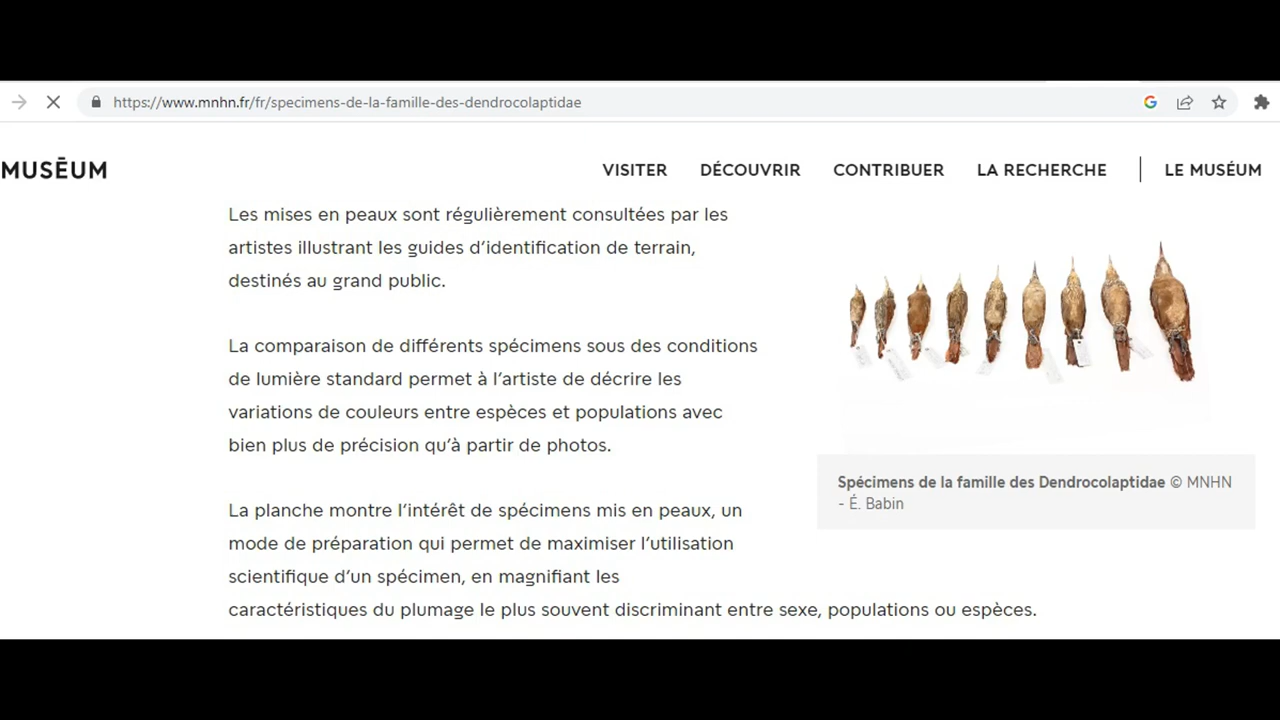 https://www.mnhn.fr/fr/specimens-de-la-famille-des-dendrocolaptidae
MUSĒUM
VISITER DÉCOUVRIR CONTRIBUER LA RECHERCHE LE MUSÉUM
Les mises en peaux sont régulièrement consultées par les
artistes illustrant les guides d’identification de terrain,
destinés au grand public.
La comparaison de différents spécimens sous des conditions
de lumière standard permet à l’artiste de décrire les
variations de couleurs entre espèces et populations avec
bien plus de précision qu’à partir de photos.
La planche montre l’intérêt de spécimens mis en peaux, un
mode de préparation qui permet de maximiser l’utilisation
scientifique d’un spécimen, en magnifiant les
caractéristiques du plumage le plus souvent discriminant entre sexe, populations ou espèces.
Spécimens de la famille des Dendrocolaptidae © MNHN
- É. Babin